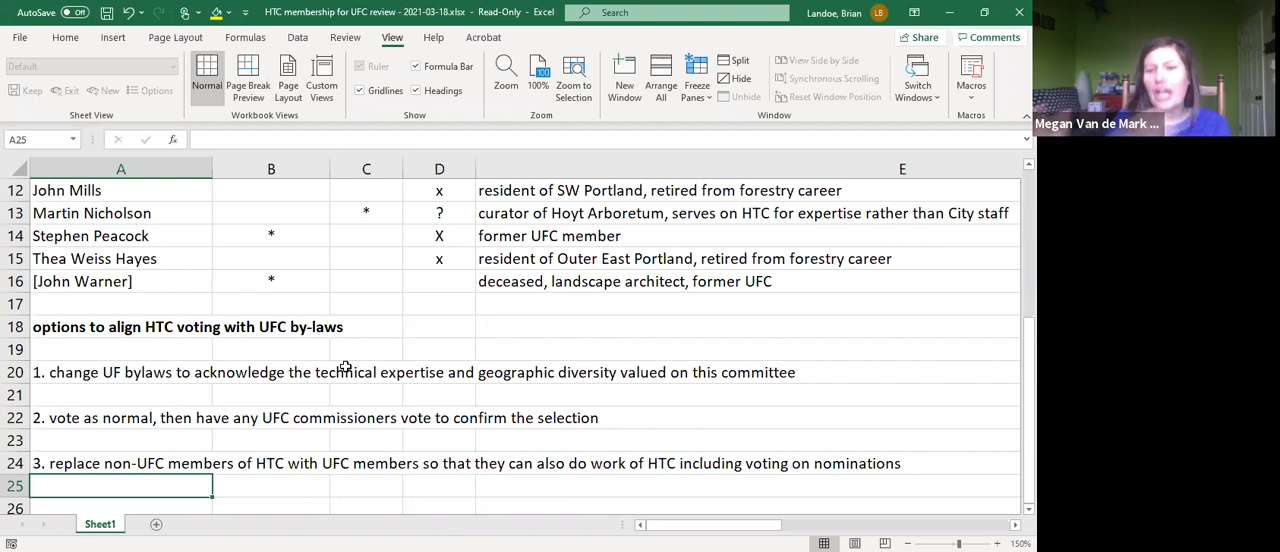 AutoSave Off HTC membership for UFC review - 2021-03-18.xlsx - Read-Only - Excel Search Landoe, Brian LB
File Home Insert Page Layout Formulas Data Review View Help Acrobat Share Comments
Default
Keep Exit New Options
Sheet View
Normal Page Break Preview Page Layout Custom Views
Workbook Views
Ruler Formula Bar
Gridlines Headings
Show
Zoom 100% Zoom to Selection
Zoom
New Window Arrange All Freeze Panes
Split
Hide
Unhide
View Side by Side
Synchronous Scrolling
Reset Window Position
Switch Windows
Window
Macros
Macros
Megan Van de Mark ...
A25 fx
A B C D E
12 John Mills x resident of SW Portland, retired from forestry career
13 Martin Nicholson * ? curator of Hoyt Arboretum, serves on HTC for expertise rather than City staff
14 Stephen Peacock * X former UFC member
15 Thea Weiss Hayes x resident of Outer East Portland, retired from forestry career
16 [John Warner] * deceased, landscape architect, former UFC
17
18 options to align HTC voting with UFC by-laws
19
20 1. change UF bylaws to acknowledge the technical expertise and geographic diversity valued on this committee
21
22 2. vote as normal, then have any UFC commissioners vote to confirm the selection
23
24 3. replace non-UFC members of HTC with UFC members so that they can also do work of HTC including voting on nominations
25
26
Sheet1
150%